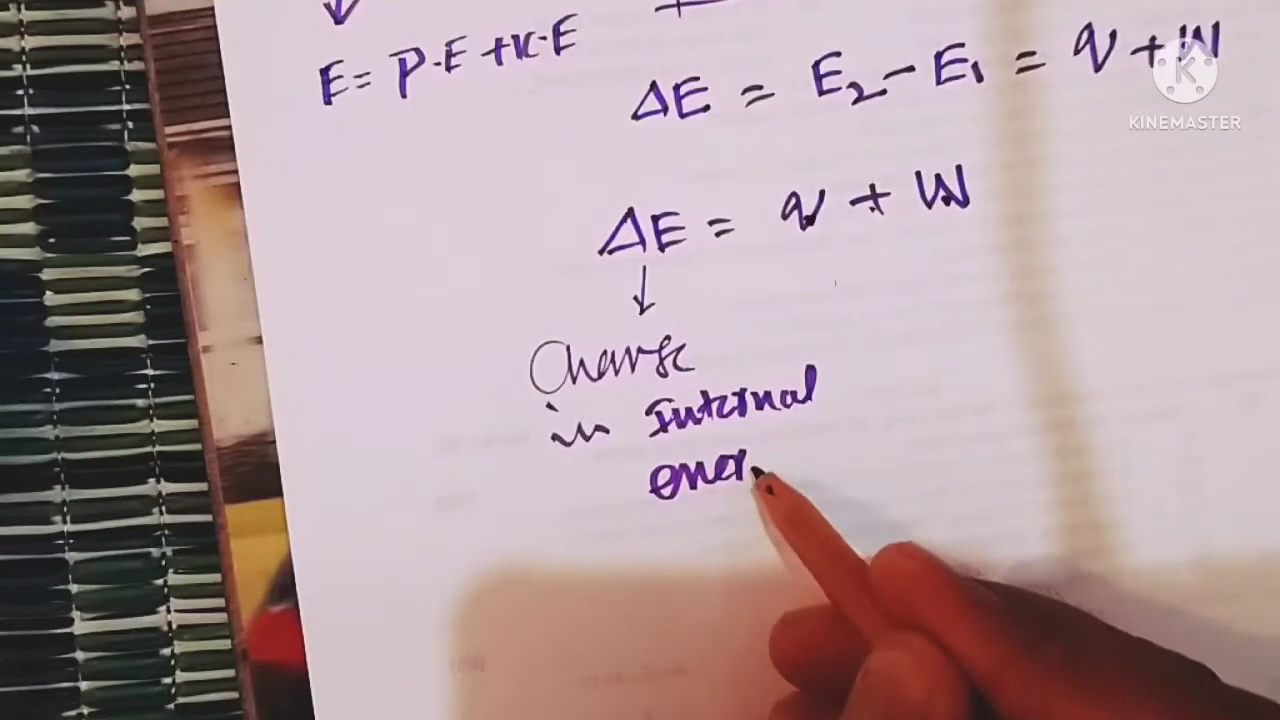 E = P.E + K.E
ΔE = E₂ - E₁ = q + W
KINEMASTER
ΔE = q + W
↓
Change
in Internal
ener